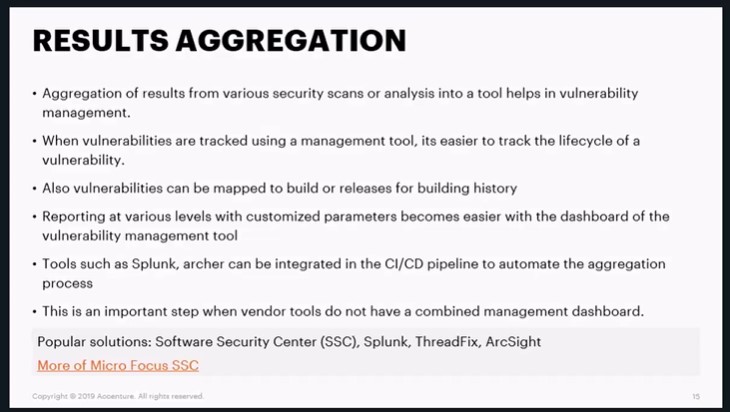 RESULTS AGGREGATION
• Aggregation of results from various security scans or analysis into a tool helps in vulnerability
management.
• When vulnerabilities are tracked using a management tool, its easier to track the lifecycle of a
vulnerability.
• Also vulnerabilities can be mapped to build or releases for building history
• Reporting at various levels with customized parameters becomes easier with the dashboard of the
vulnerability management tool
• Tools such as Splunk, archer can be integrated in the CI/CD pipeline to automate the aggregation
process
• This is an important step when vendor tools do not have a combined management dashboard.
Popular solutions: Software Security Center (SSC), Splunk, ThreadFix, ArcSight
More of Micro Focus SSC
Copyright © 2019 Accenture. All rights reserved.
15